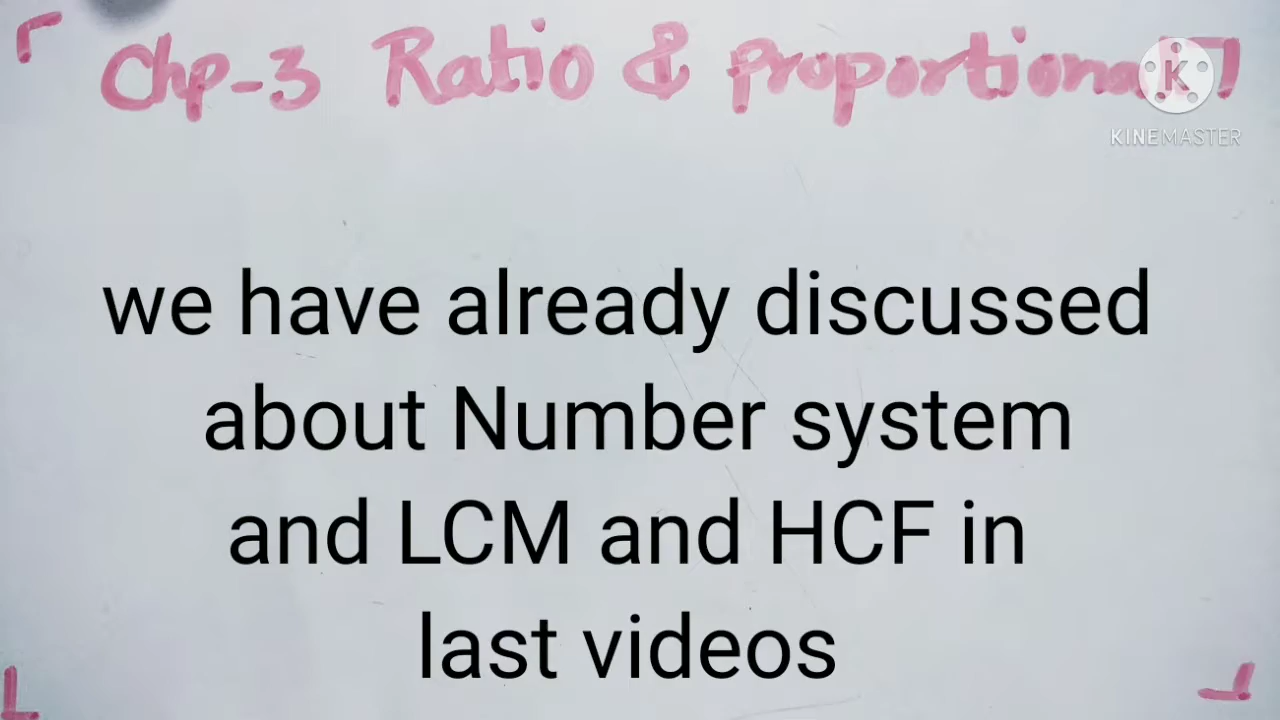 Chp-3 Ratio & Proportional
KINEMASTER
we have already discussed
about Number system
and LCM and HCF in
last videos